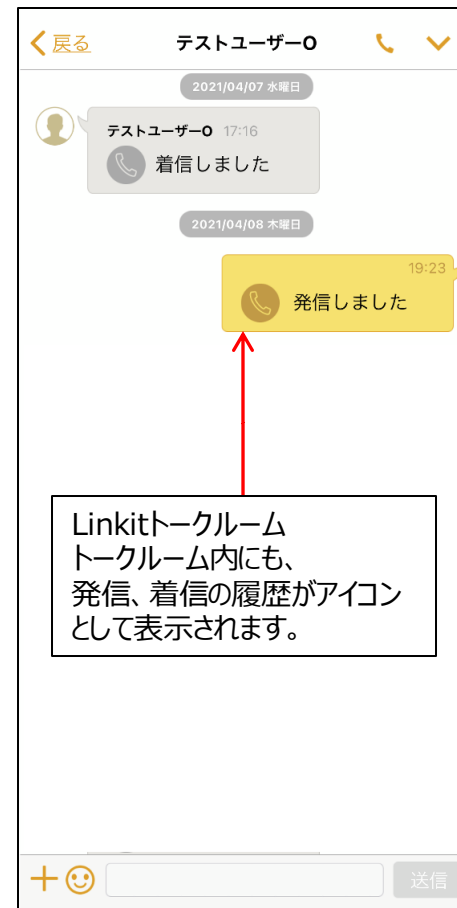 戻る
テストユーザーO
2021/04/07 水曜日
テストユーザーO 17:16
着信しました
2021/04/08 木曜日
19:23
発信しました
Linkitトークルーム
トークルーム内にも、
発信、着信の履歴がアイコン
として表示されます。
送信